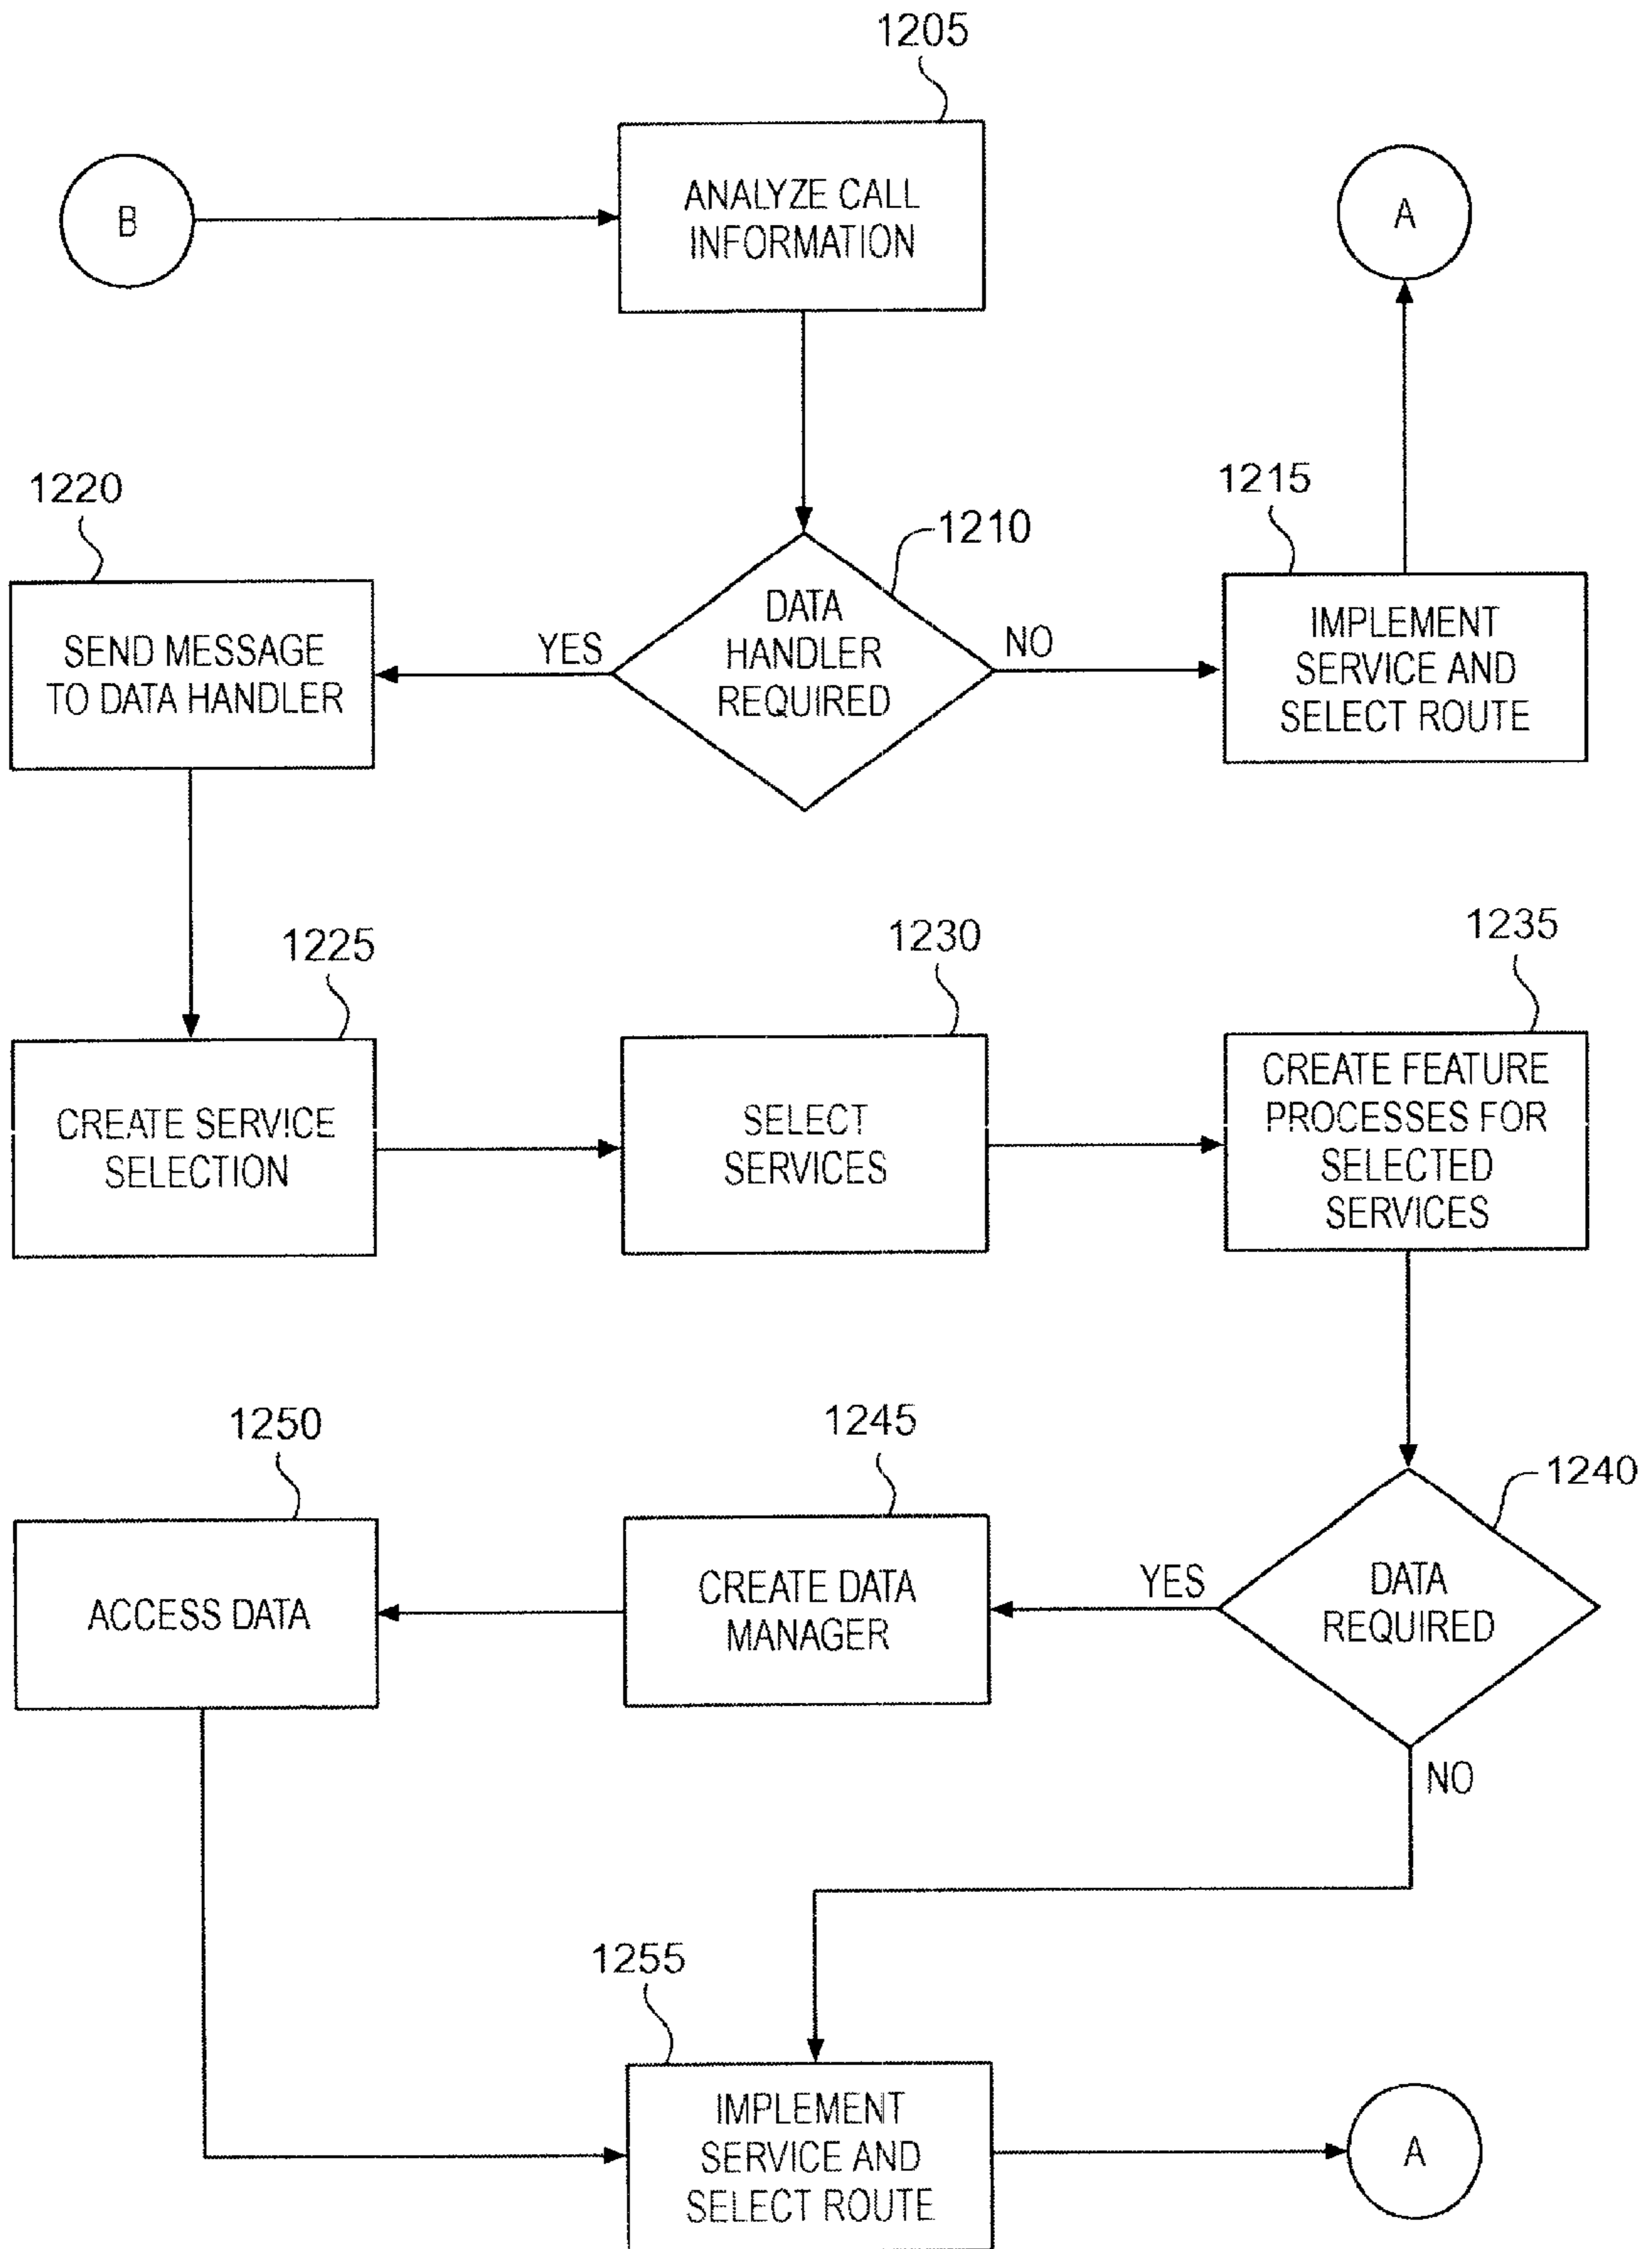 1205
B
ANALYZE CALL
INFORMATION
A
1220
1210
1215
SEND MESSAGE
TO DATA HANDLER
YES
DATA
HANDLER
REQUIRED
NO
IMPLEMENT
SERVICE AND
SELECT ROUTE
1225
1230
1235
CREATE SERVICE
SELECTION
SELECT
SERVICES
CREATE FEATURE
PROCESSES FOR
SELECTED
SERVICES
1250
1245
1240
ACCESS DATA
CREATE DATA
MANAGER
YES
DATA
REQUIRED
NO
1255
IMPLEMENT
SERVICE AND
SELECT ROUTE
A